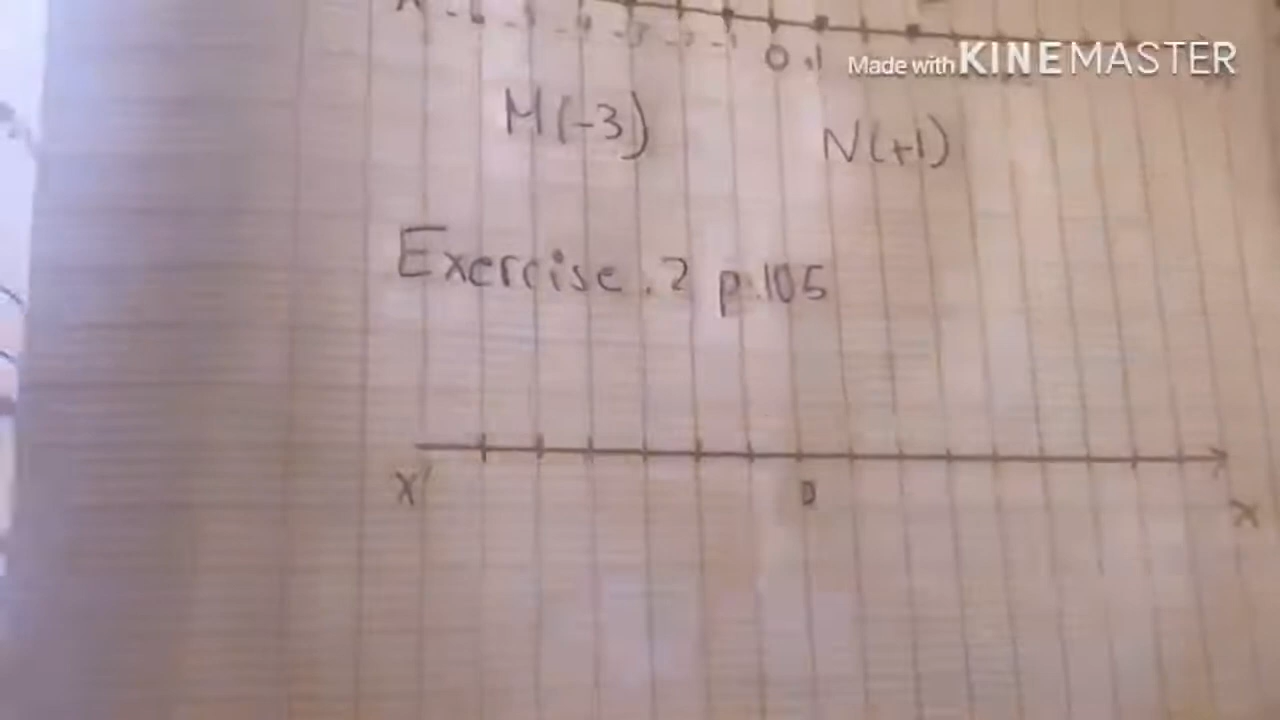 0 1
Made with KINEMASTER
M(-3) N(+1)
Exercise.2 p.105
x'
0
x